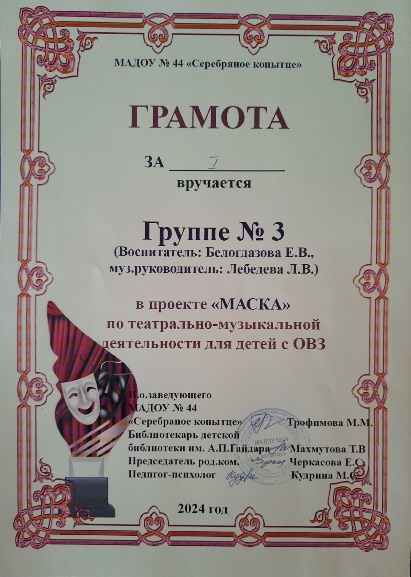 МАДОУ № 44 «Серебряное копытце»
ГРАМОТА
ЗА I
вручается
Группе № 3
(Воспитатель: Белоглазова Е.В.,
муз.руководитель: Лебедева Л.В.)
в проекте «МАСКА»
по театрально-музыкальной
деятельности для детей с ОВЗ
И.о.заведующего
МАДОУ № 44
«Серебряное копытце» Трофимова М.М.
Библиотекарь детской
библиотеки им. А.П.Гайдара Махмутова Т.В
Председатель род.ком. Черкасова Е.С
Педагог-психолог Кудрина М.
2024 год